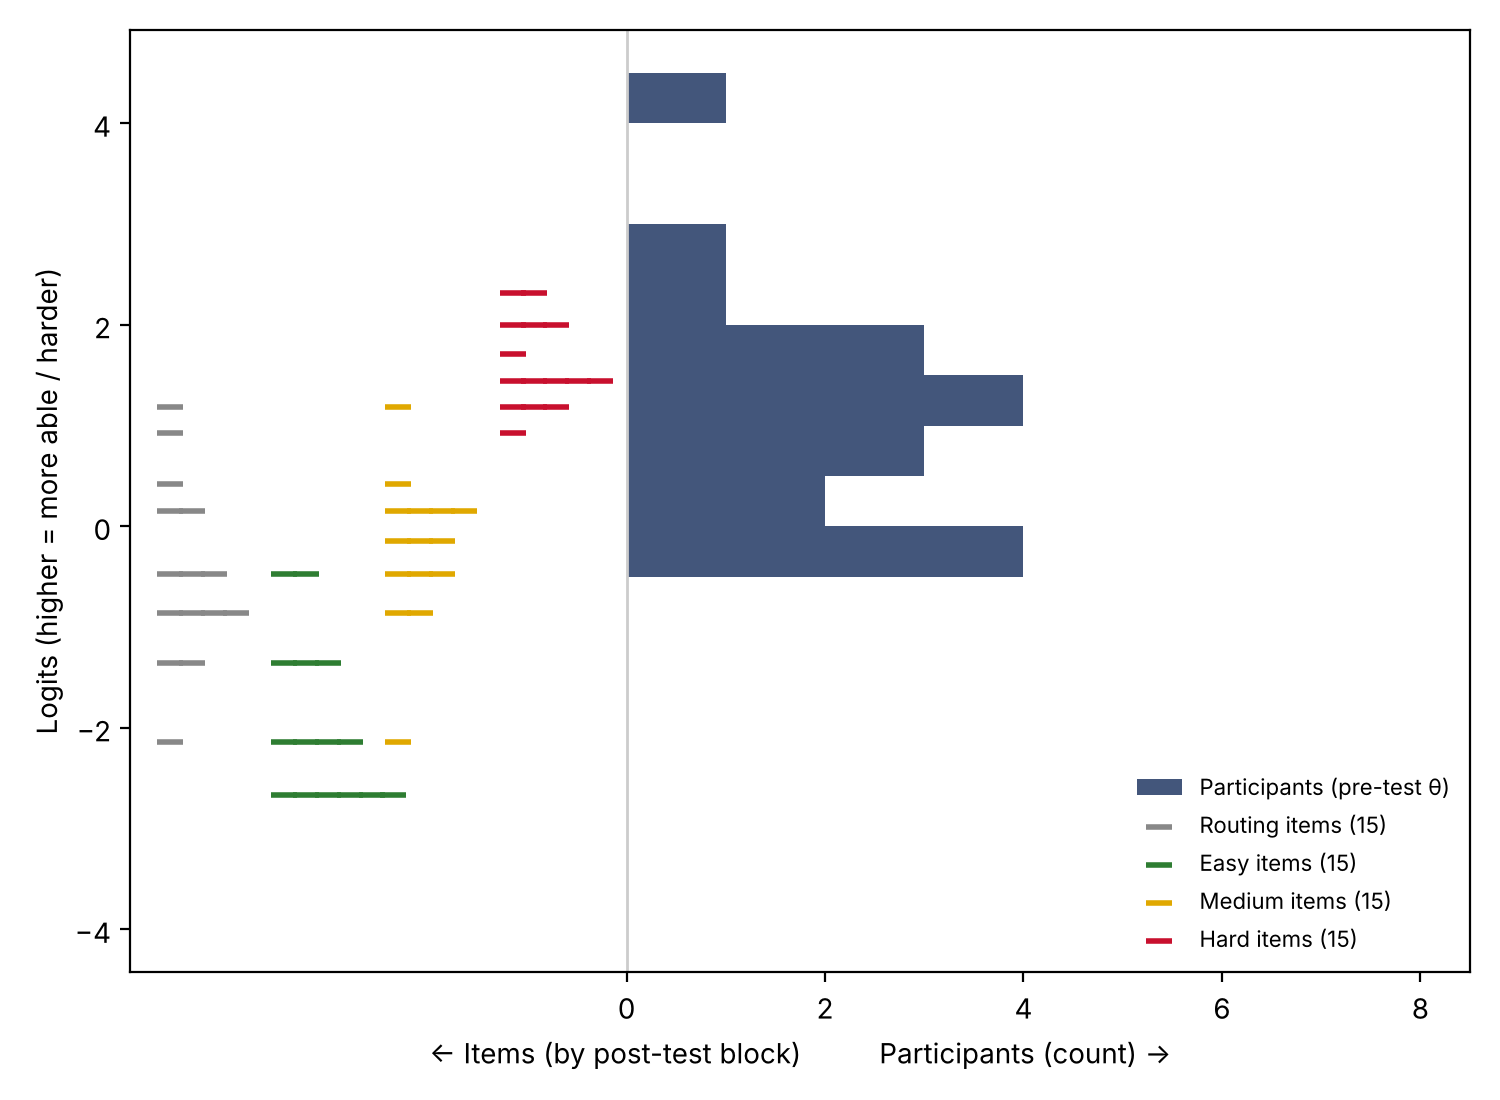 Logits (higher = more able / harder)
4
2
0
−2
−4
0
2
4
6
8
← Items (by post-test block)
Participants (count) →
Participants (pre-test θ)
Routing items (15)
Easy items (15)
Medium items (15)
Hard items (15)